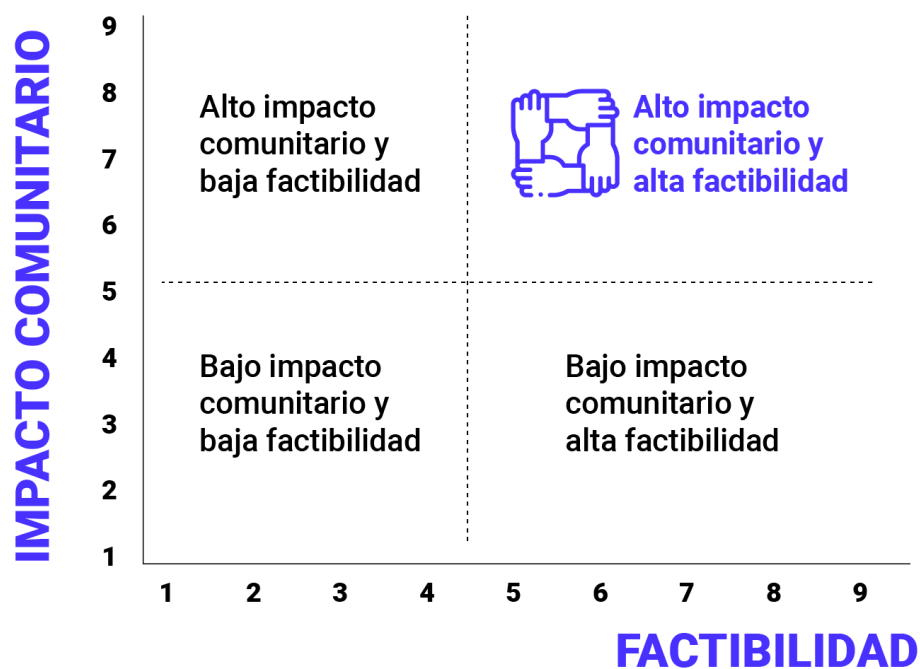 IMPACTO COMUNITARIO
9
8
7
6
5
4
3
2
1
Alto impacto
comunitario y
baja factibilidad
Alto impacto
comunitario y
alta factibilidad
Bajo impacto
comunitario y
baja factibilidad
Bajo impacto
comunitario y
alta factibilidad
1 2 3 4 5 6 7 8 9
FACTIBILIDAD